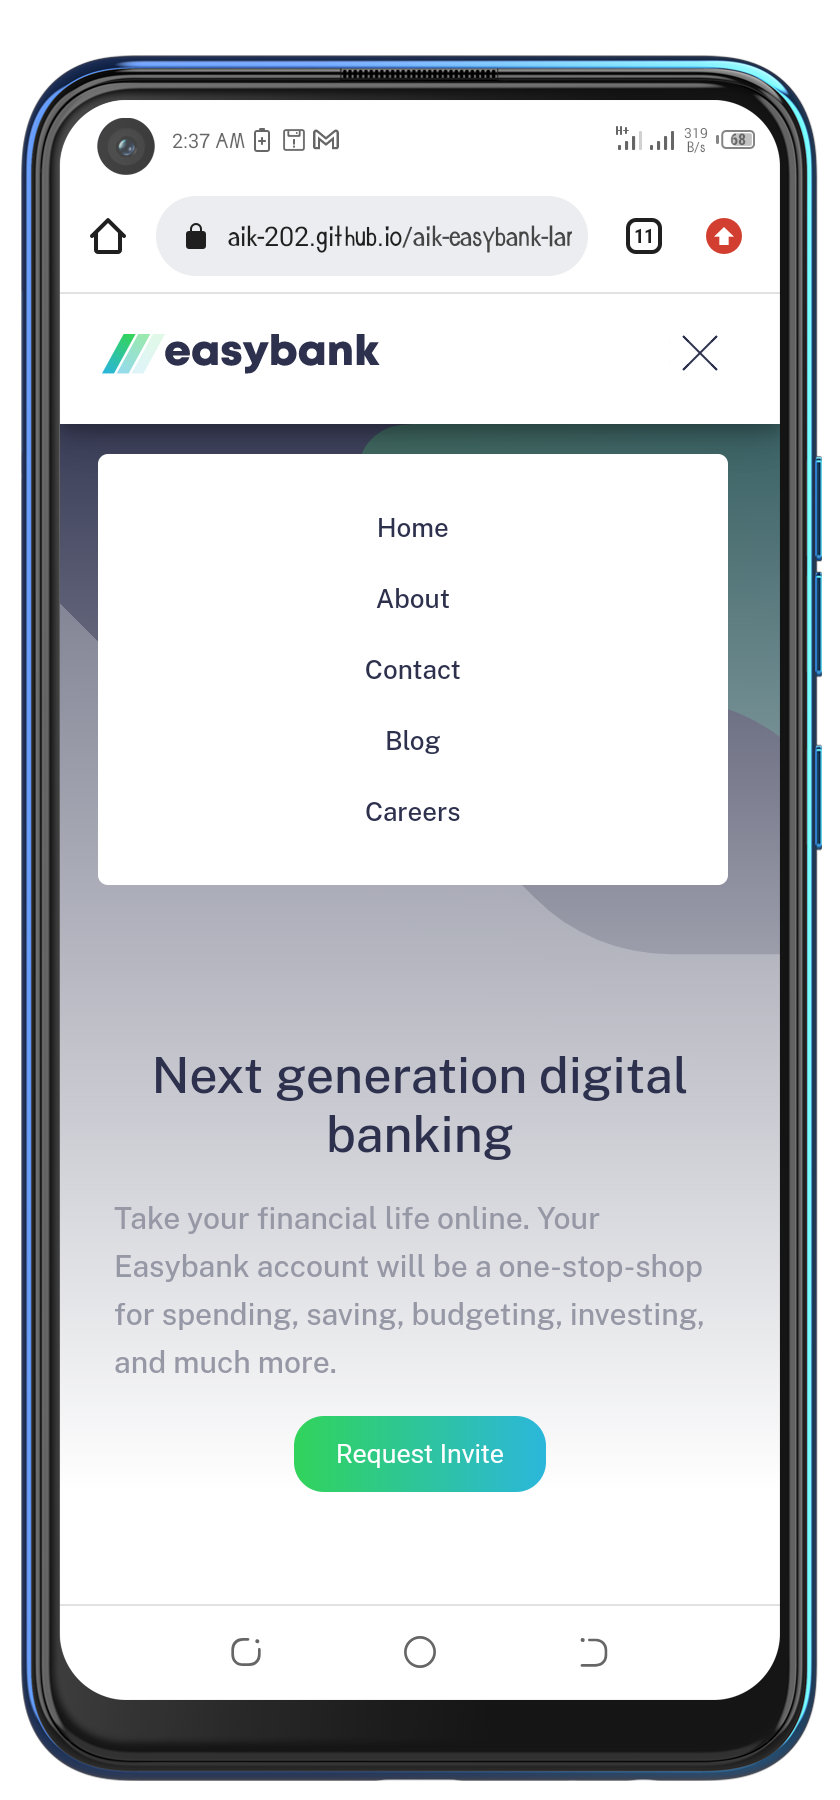 2:37 AM
H+
319
B/s
68
aik-202.github.io/aik-easybank-lan
11
easybank
Home
About
Contact
Blog
Careers
Next generation digital
banking
Take your financial life online. Your
Easybank account will be a one-stop-shop
for spending, saving, budgeting, investing,
and much more.
Request Invite